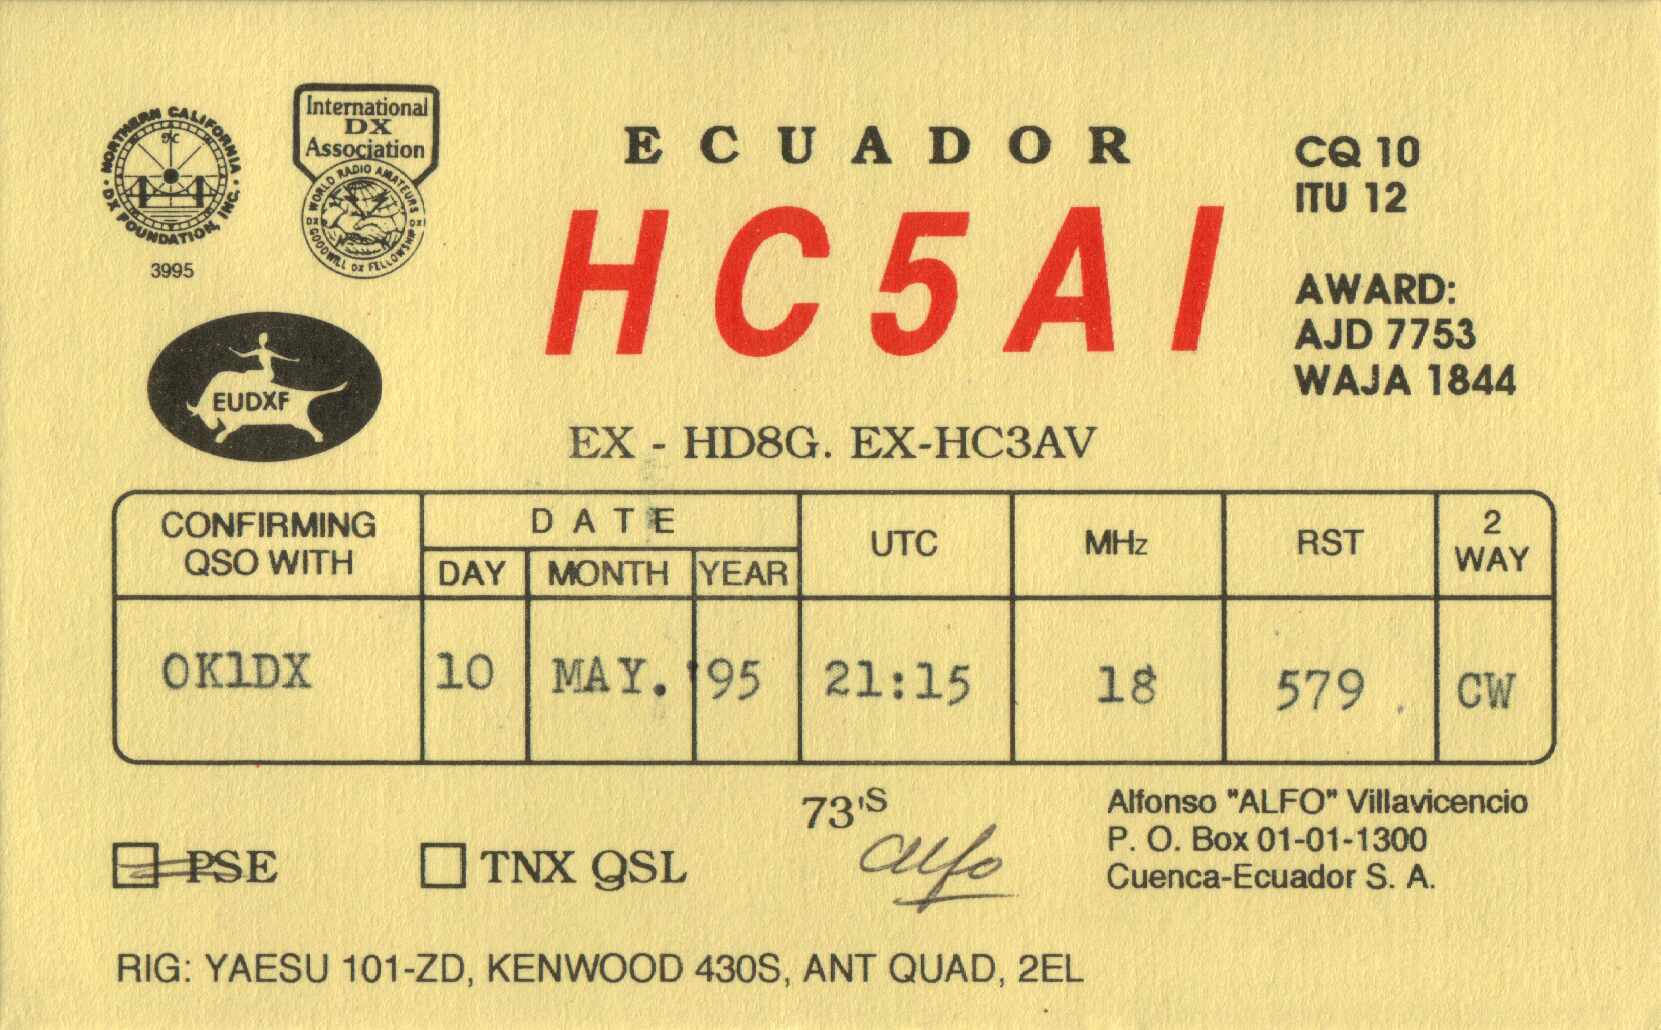 NORTHERN CALIFORNIA
DX FOUNDATION, INC.
3995
International
DX
Association
WORLD RADIO AMATEURS
DX GOODWILL DX FELLOWSHIP DX
EUDXF
ECUADOR
HC5AI
EX - HD8G. EX-HC3AV
CQ 10
ITU 12
AWARD:
AJD 7753
WAJA 1844
CONFIRMING
QSO WITH
DATE
DAY MONTH YEAR
UTC
MHz
RST
2
WAY
OK1DX 10 MAY. '95 21:15 18 579 CW
73'S
Alfo
Alfonso "ALFO" Villavicencio
P. O. Box 01-01-1300
Cuenca-Ecuador S. A.
PSE TNX QSL
RIG: YAESU 101-ZD, KENWOOD 430S, ANT QUAD, 2EL